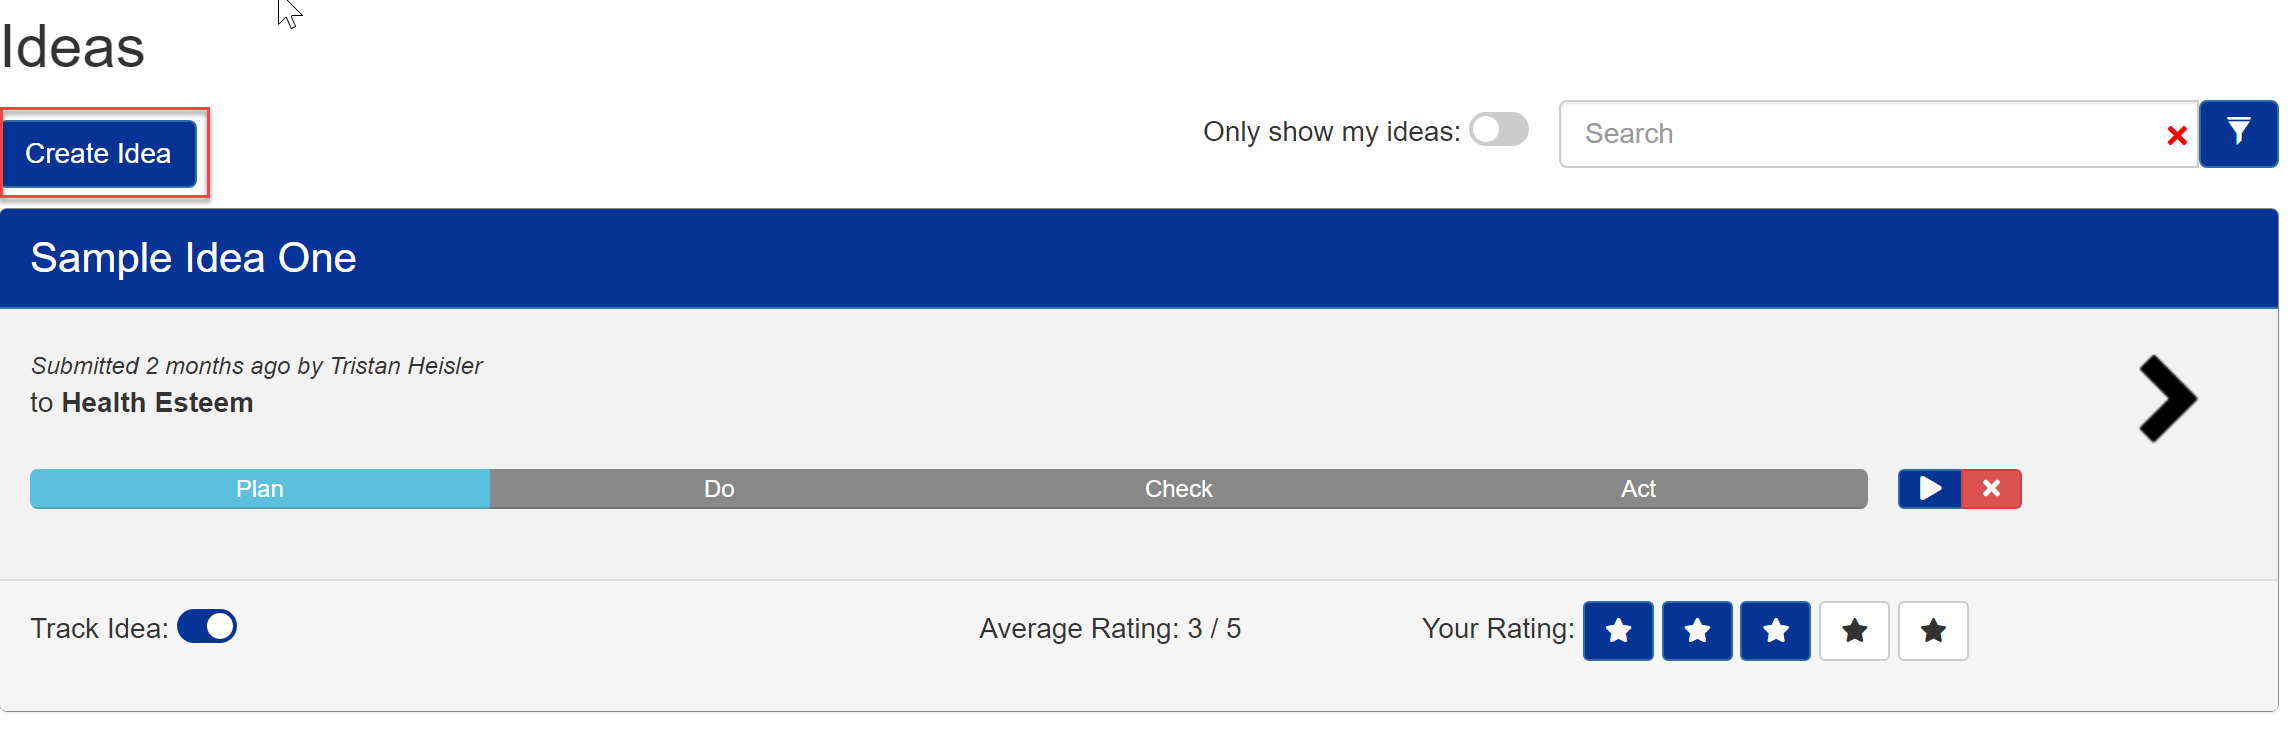 Ideas
Create Idea
Only show my ideas:
Search
Sample Idea One
Submitted 2 months ago by Tristan Heisler
to Health Esteem
Plan Do Check Act
Track Idea:
Average Rating: 3 / 5
Your Rating: